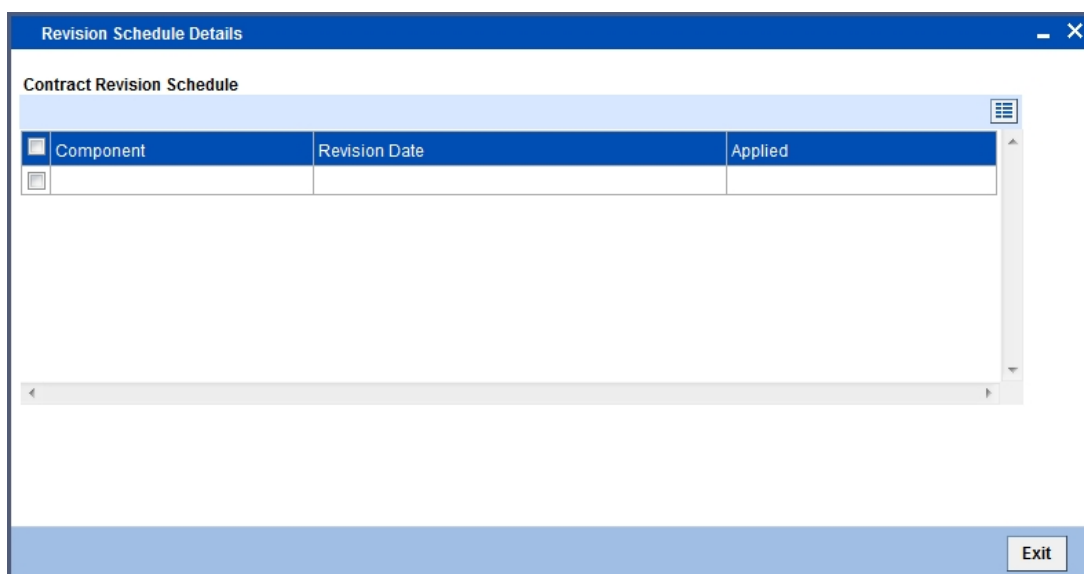 Revision Schedule Details
Contract Revision Schedule
Component Revision Date Applied
Exit